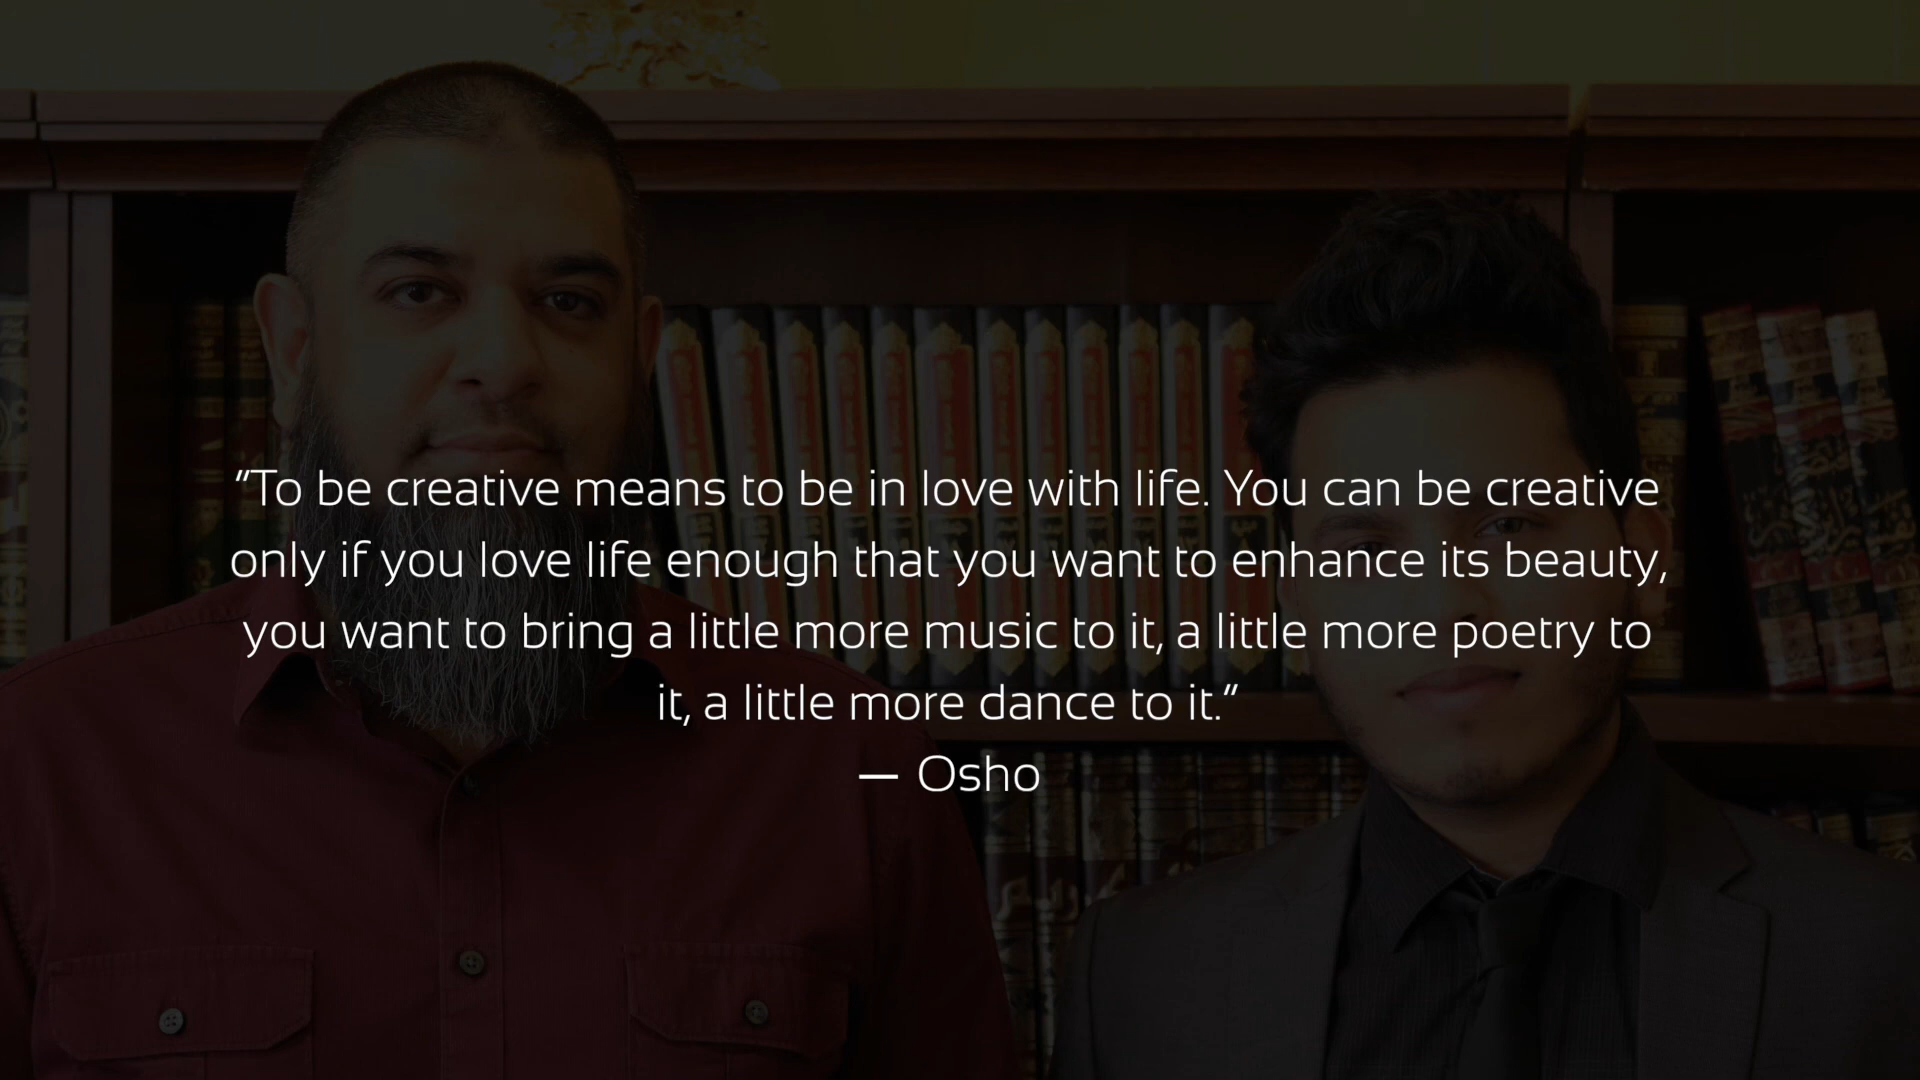 “To be creative means to be in love with life. You can be creative
only if you love life enough that you want to enhance its beauty,
you want to bring a little more music to it, a little more poetry to
it, a little more dance to it.”
— Osho